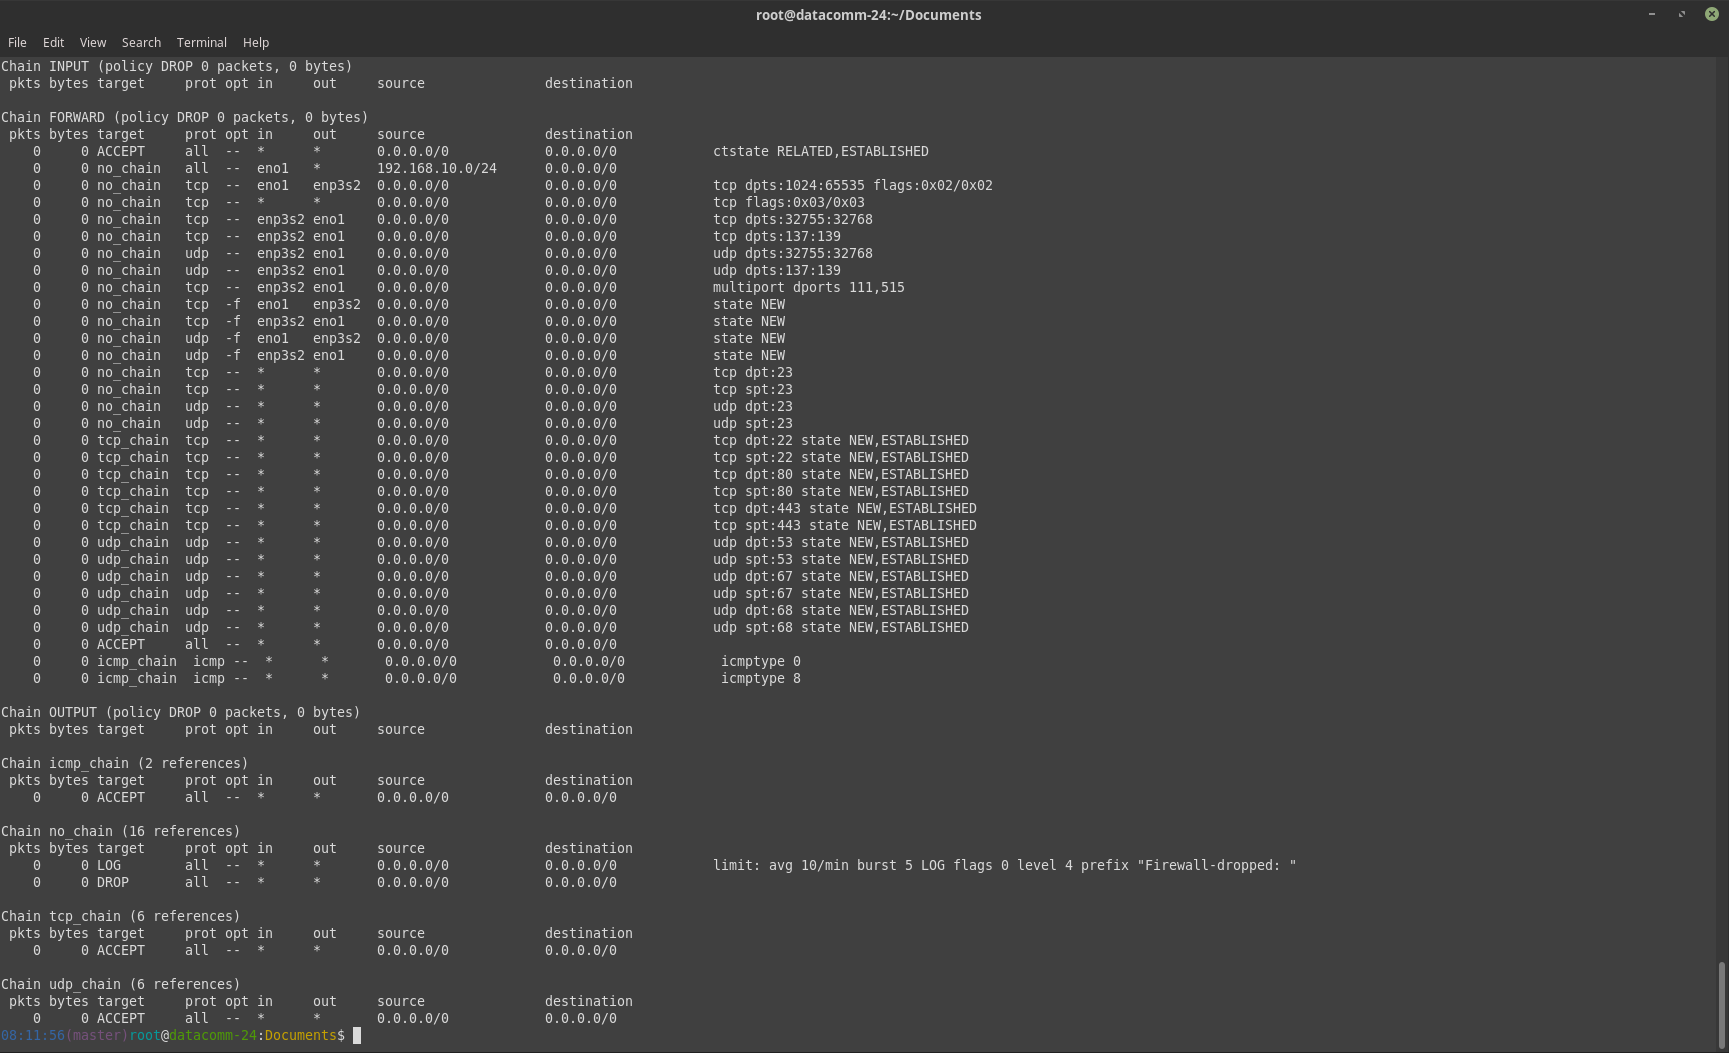 root@datacomm-24:~/Documents
File Edit View Search Terminal Help
Chain INPUT (policy DROP 0 packets, 0 bytes)
 pkts bytes target     prot opt in     out     source               destination

Chain FORWARD (policy DROP 0 packets, 0 bytes)
 pkts bytes target     prot opt in     out     source               destination
    0     0 ACCEPT     all  --  *      *       0.0.0.0/0            0.0.0.0/0            ctstate RELATED,ESTABLISHED
    0     0 no_chain   all  --  eno1   *       192.168.10.0/24      0.0.0.0/0
    0     0 no_chain   tcp  --  eno1   enp3s2  0.0.0.0/0            0.0.0.0/0            tcp dpts:1024:65535 flags:0x02/0x02
    0     0 no_chain   tcp  --  *      *       0.0.0.0/0            0.0.0.0/0            tcp flags:0x03/0x03
    0     0 no_chain   tcp  --  enp3s2 eno1    0.0.0.0/0            0.0.0.0/0            tcp dpts:32755:32768
    0     0 no_chain   tcp  --  enp3s2 eno1    0.0.0.0/0            0.0.0.0/0            tcp dpts:137:139
    0     0 no_chain   udp  --  enp3s2 eno1    0.0.0.0/0            0.0.0.0/0            udp dpts:32755:32768
    0     0 no_chain   udp  --  enp3s2 eno1    0.0.0.0/0            0.0.0.0/0            udp dpts:137:139
    0     0 no_chain   tcp  --  enp3s2 eno1    0.0.0.0/0            0.0.0.0/0            multiport dports 111,515
    0     0 no_chain   tcp  -f  eno1   enp3s2  0.0.0.0/0            0.0.0.0/0            state NEW
    0     0 no_chain   tcp  -f  enp3s2 eno1    0.0.0.0/0            0.0.0.0/0            state NEW
    0     0 no_chain   udp  -f  eno1   enp3s2  0.0.0.0/0            0.0.0.0/0            state NEW
    0     0 no_chain   udp  -f  enp3s2 eno1    0.0.0.0/0            0.0.0.0/0            state NEW
    0     0 no_chain   tcp  --  *      *       0.0.0.0/0            0.0.0.0/0            tcp dpt:23
    0     0 no_chain   tcp  --  *      *       0.0.0.0/0            0.0.0.0/0            tcp spt:23
    0     0 no_chain   udp  --  *      *       0.0.0.0/0            0.0.0.0/0            udp dpt:23
    0     0 no_chain   udp  --  *      *       0.0.0.0/0            0.0.0.0/0            udp spt:23
    0     0 tcp_chain  tcp  --  *      *       0.0.0.0/0            0.0.0.0/0            tcp dpt:22 state NEW,ESTABLISHED
    0     0 tcp_chain  tcp  --  *      *       0.0.0.0/0            0.0.0.0/0            tcp spt:22 state NEW,ESTABLISHED
    0     0 tcp_chain  tcp  --  *      *       0.0.0.0/0            0.0.0.0/0            tcp dpt:80 state NEW,ESTABLISHED
    0     0 tcp_chain  tcp  --  *      *       0.0.0.0/0            0.0.0.0/0            tcp spt:80 state NEW,ESTABLISHED
    0     0 tcp_chain  tcp  --  *      *       0.0.0.0/0            0.0.0.0/0            tcp dpt:443 state NEW,ESTABLISHED
    0     0 tcp_chain  tcp  --  *      *       0.0.0.0/0            0.0.0.0/0            tcp spt:443 state NEW,ESTABLISHED
    0     0 udp_chain  udp  --  *      *       0.0.0.0/0            0.0.0.0/0            udp dpt:53 state NEW,ESTABLISHED
    0     0 udp_chain  udp  --  *      *       0.0.0.0/0            0.0.0.0/0            udp spt:53 state NEW,ESTABLISHED
    0     0 udp_chain  udp  --  *      *       0.0.0.0/0            0.0.0.0/0            udp dpt:67 state NEW,ESTABLISHED
    0     0 udp_chain  udp  --  *      *       0.0.0.0/0            0.0.0.0/0            udp spt:67 state NEW,ESTABLISHED
    0     0 udp_chain  udp  --  *      *       0.0.0.0/0            0.0.0.0/0            udp dpt:68 state NEW,ESTABLISHED
    0     0 udp_chain  udp  --  *      *       0.0.0.0/0            0.0.0.0/0            udp spt:68 state NEW,ESTABLISHED
    0     0 ACCEPT     all  --  *      *       0.0.0.0/0            0.0.0.0/0
    0     0 icmp_chain  icmp --  *      *       0.0.0.0/0            0.0.0.0/0            icmptype 0
    0     0 icmp_chain  icmp --  *      *       0.0.0.0/0            0.0.0.0/0            icmptype 8

Chain OUTPUT (policy DROP 0 packets, 0 bytes)
 pkts bytes target     prot opt in     out     source               destination

Chain icmp_chain (2 references)
 pkts bytes target     prot opt in     out     source               destination
    0     0 ACCEPT     all  --  *      *       0.0.0.0/0            0.0.0.0/0

Chain no_chain (16 references)
 pkts bytes target     prot opt in     out     source               destination
    0     0 LOG        all  --  *      *       0.0.0.0/0            0.0.0.0/0            limit: avg 10/min burst 5 LOG flags 0 level 4 prefix "Firewall-dropped: "
    0     0 DROP       all  --  *      *       0.0.0.0/0            0.0.0.0/0

Chain tcp_chain (6 references)
 pkts bytes target     prot opt in     out     source               destination
    0     0 ACCEPT     all  --  *      *       0.0.0.0/0            0.0.0.0/0

Chain udp_chain (6 references)
 pkts bytes target     prot opt in     out     source               destination
    0     0 ACCEPT     all  --  *      *       0.0.0.0/0            0.0.0.0/0
08:11:56(master)root@datacomm-24:Documents$